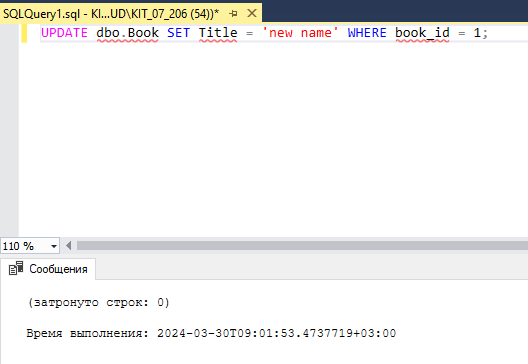 SQLQuery1.sql - KI...UD\KIT_07_206 (54))*
UPDATE dbo.Book SET Title = 'new name' WHERE book_id = 1;
110 %
Сообщения
(затронуто строк: 0)
Время выполнения: 2024-03-30T09:01:53.4737719+03:00